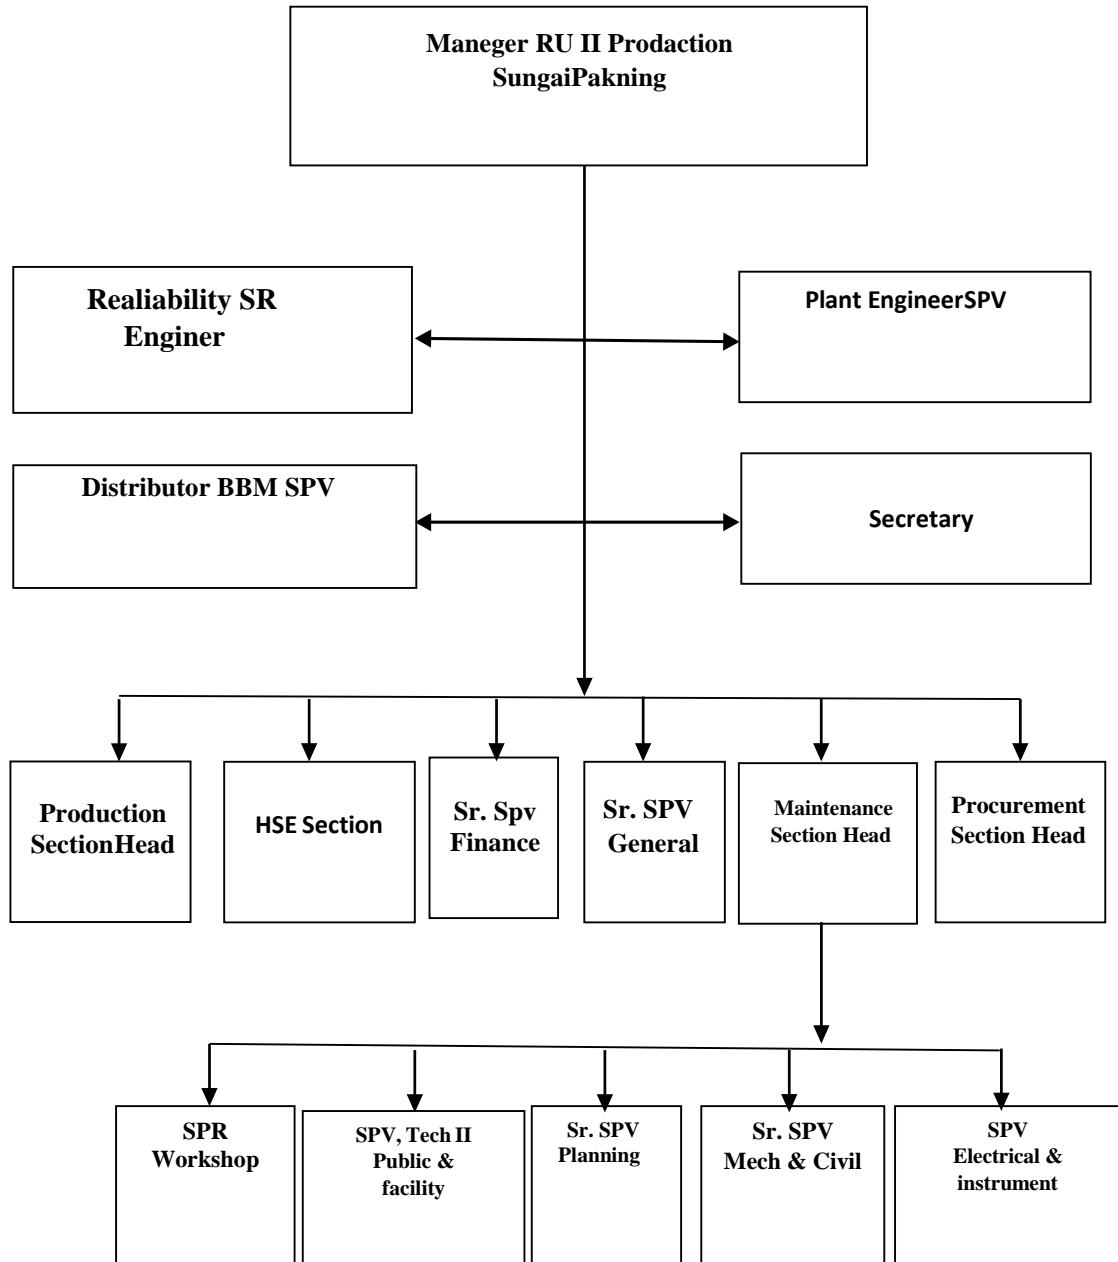 Maneger RU II Prodaction
SungaiPakning
Realiability SR
Enginer
Plant EngineerSPV
Distributor BBM SPV
Secretary
Production
SectionHead
HSE Section
Sr. Spv
Finance
Sr. SPV
General
Maintenance
Section Head
Procurement
Section Head
SPR
Workshop
SPV, Tech II
Public &
facility
Sr. SPV
Planning
Sr. SPV
Mech & Civil
SPV
Electrical &
instrument